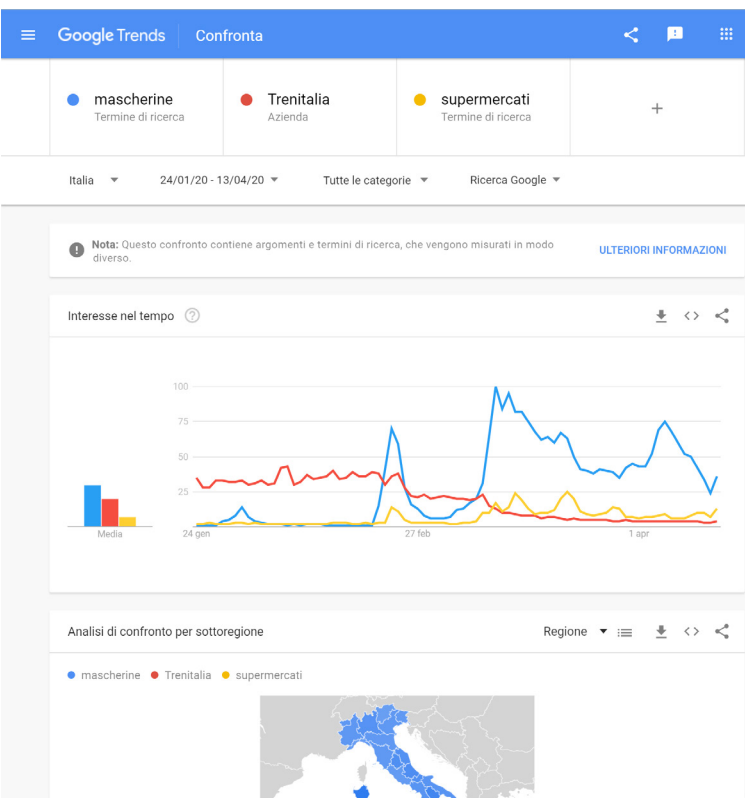 Google Trends
Confronta
mascherine
Termine di ricerca
Trenitalia
Azienda
supermercati
Termine di ricerca
+
Italia
24/01/20 - 13/04/20
Tutte le categorie
Ricerca Google
Nota: Questo confronto contiene argomenti e termini di ricerca, che vengono misurati in modo
diverso.
ULTERIORI INFORMAZIONI
Interesse nel tempo
100
75
50
25
Media
24 gen
27 feb
1 apr
Analisi di confronto per sottoregione
Regione
mascherine
Trenitalia
supermercati